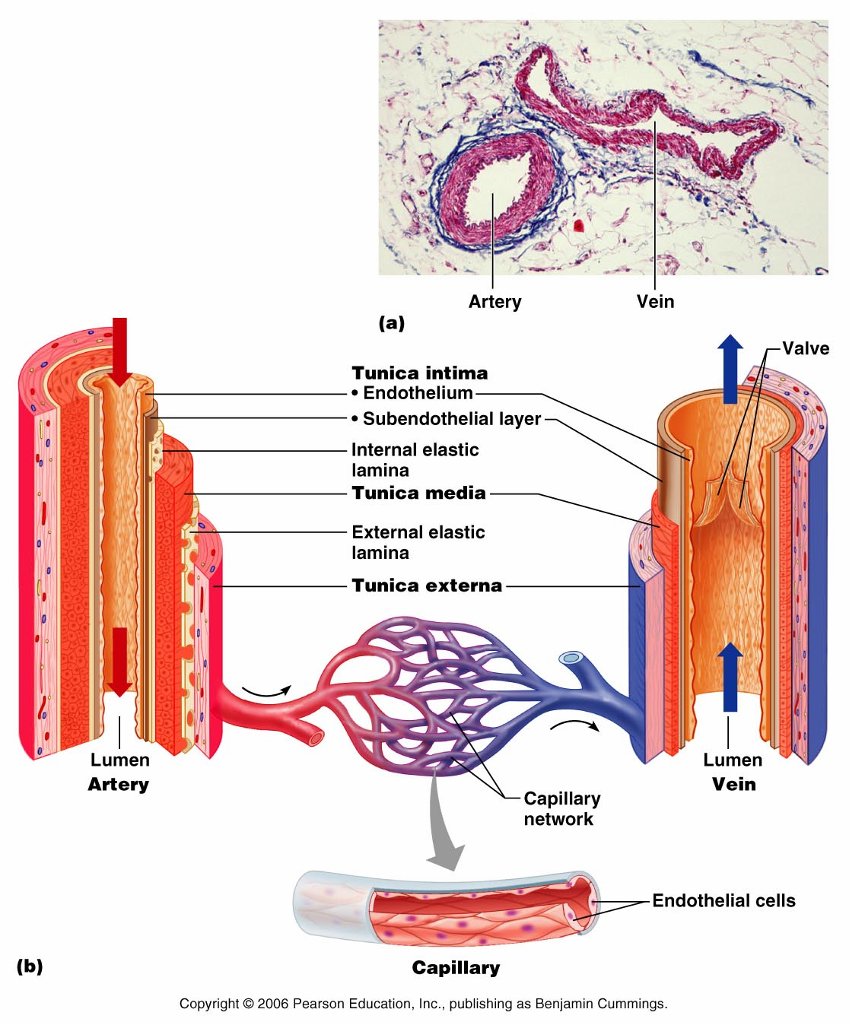 Artery
Vein
(a)
Valve
Tunica intima
• Endothelium
• Subendothelial layer
Internal elastic
lamina
Tunica media
External elastic
lamina
Tunica externa
Lumen
Artery
Lumen
Vein
Capillary
network
Endothelial cells
(b)
Capillary
Copyright © 2006 Pearson Education, Inc., publishing as Benjamin Cummings.